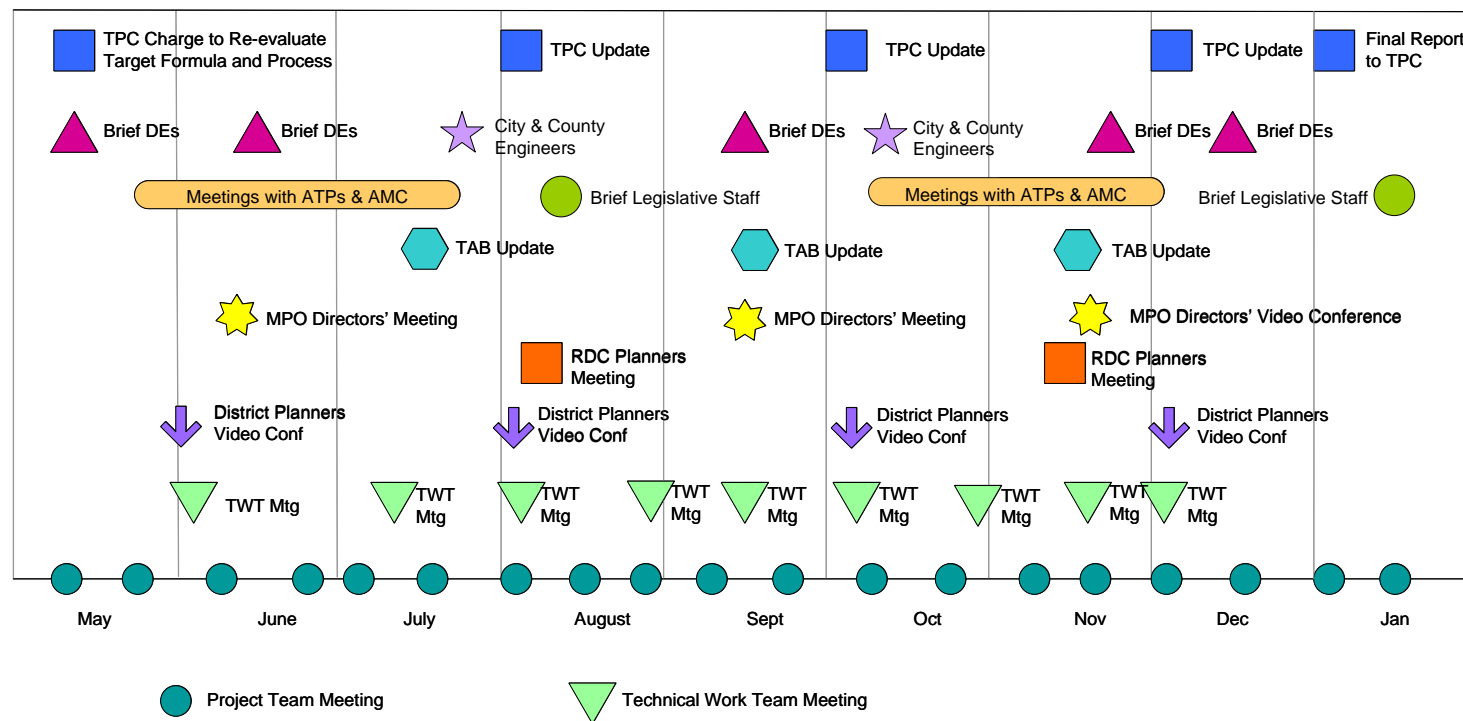 TPC Charge to Re-evaluate
Target Formula and Process
TPC Update
TPC Update
TPC Update
Final Report
to TPC
Brief DEs
Brief DEs
City & County
Engineers
Brief DEs
City & County
Engineers
Brief DEs
Brief DEs
Meetings with ATPs & AMC
Brief Legislative Staff
Meetings with ATPs & AMC
Brief Legislative Staff
TAB Update
TAB Update
TAB Update
MPO Directors’ Meeting
MPO Directors’ Meeting
MPO Directors’ Video Conference
RDC Planners
Meeting
RDC Planners
Meeting
District Planners
Video Conf
District Planners
Video Conf
District Planners
Video Conf
District Planners
Video Conf
TWT Mtg
TWT
Mtg
TWT
Mtg
TWT
Mtg
TWT
Mtg
TWT
Mtg
TWT
Mtg
TWT
Mtg
TWT
Mtg
May
June
July
August
Sept
Oct
Nov
Dec
Jan
Project Team Meeting
Technical Work Team Meeting